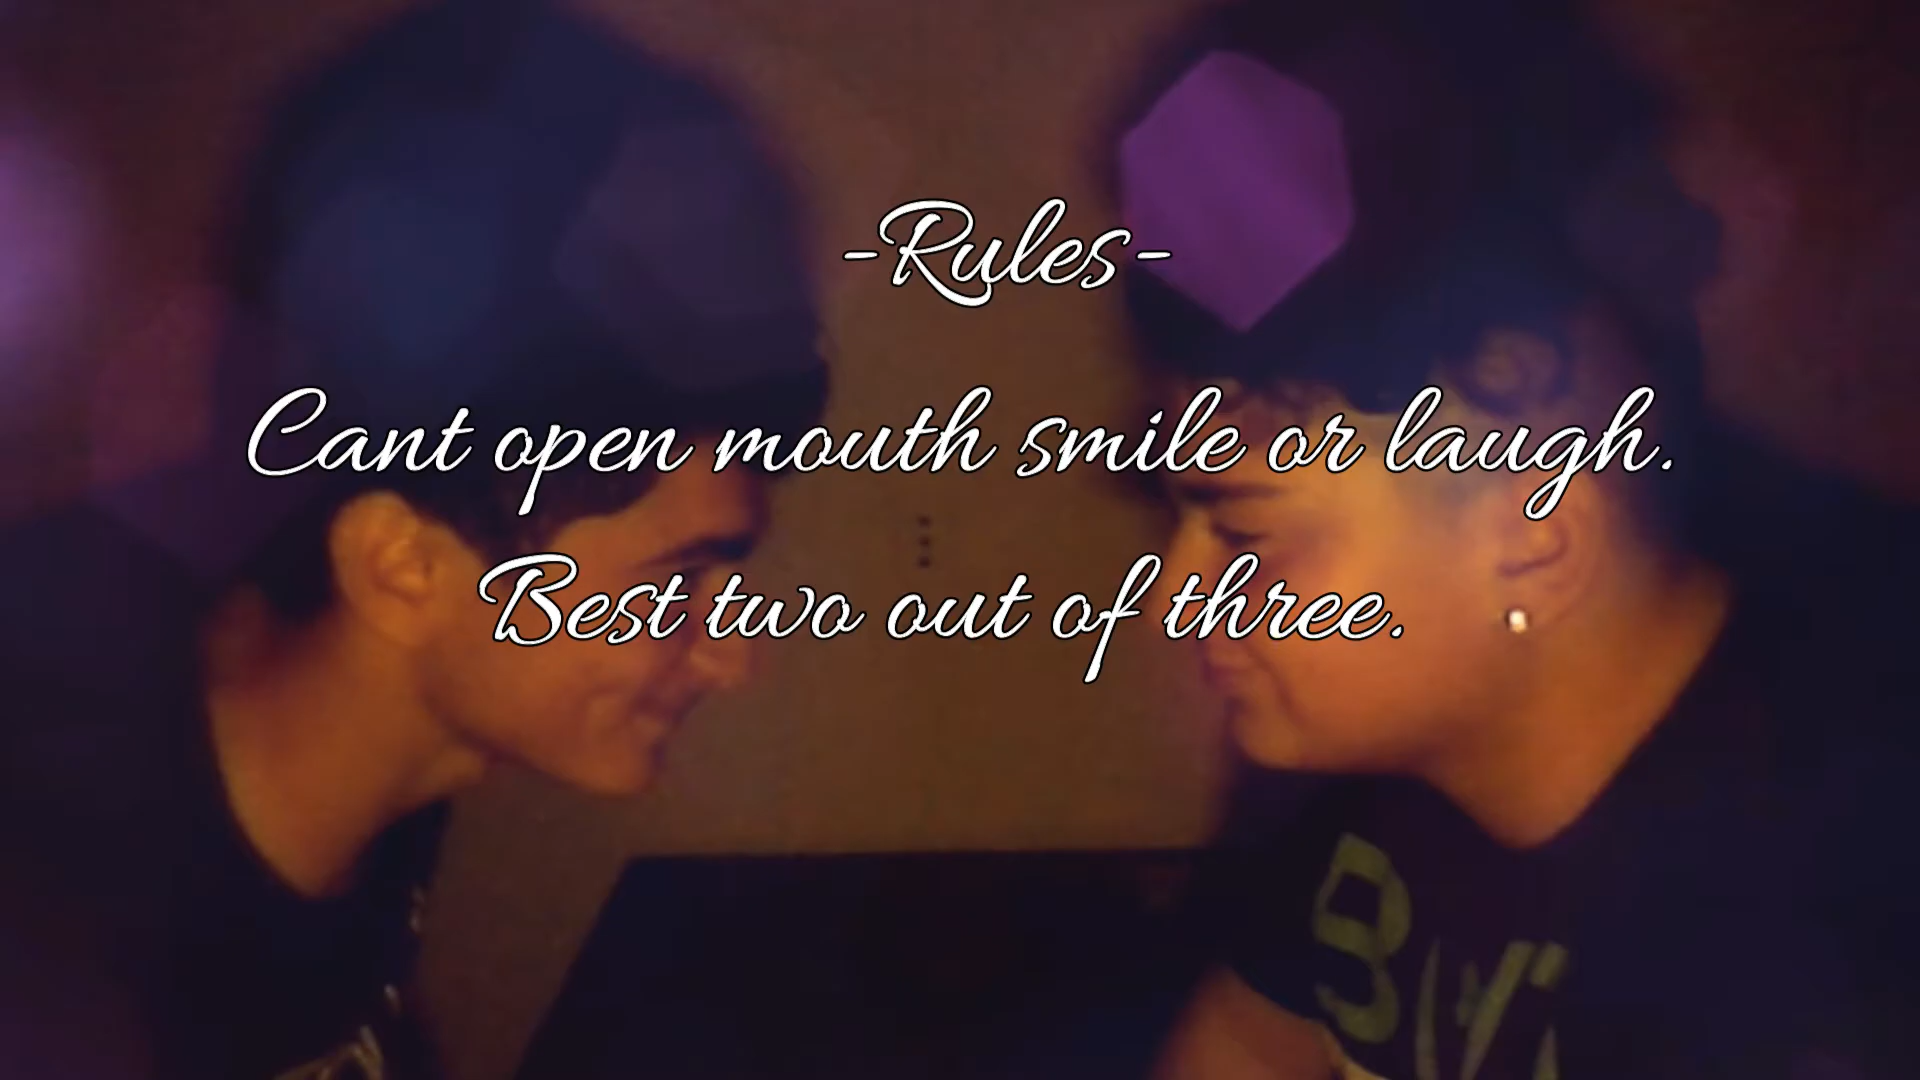 -Rules-
Cant open mouth smile or laugh.
Best two out of three.